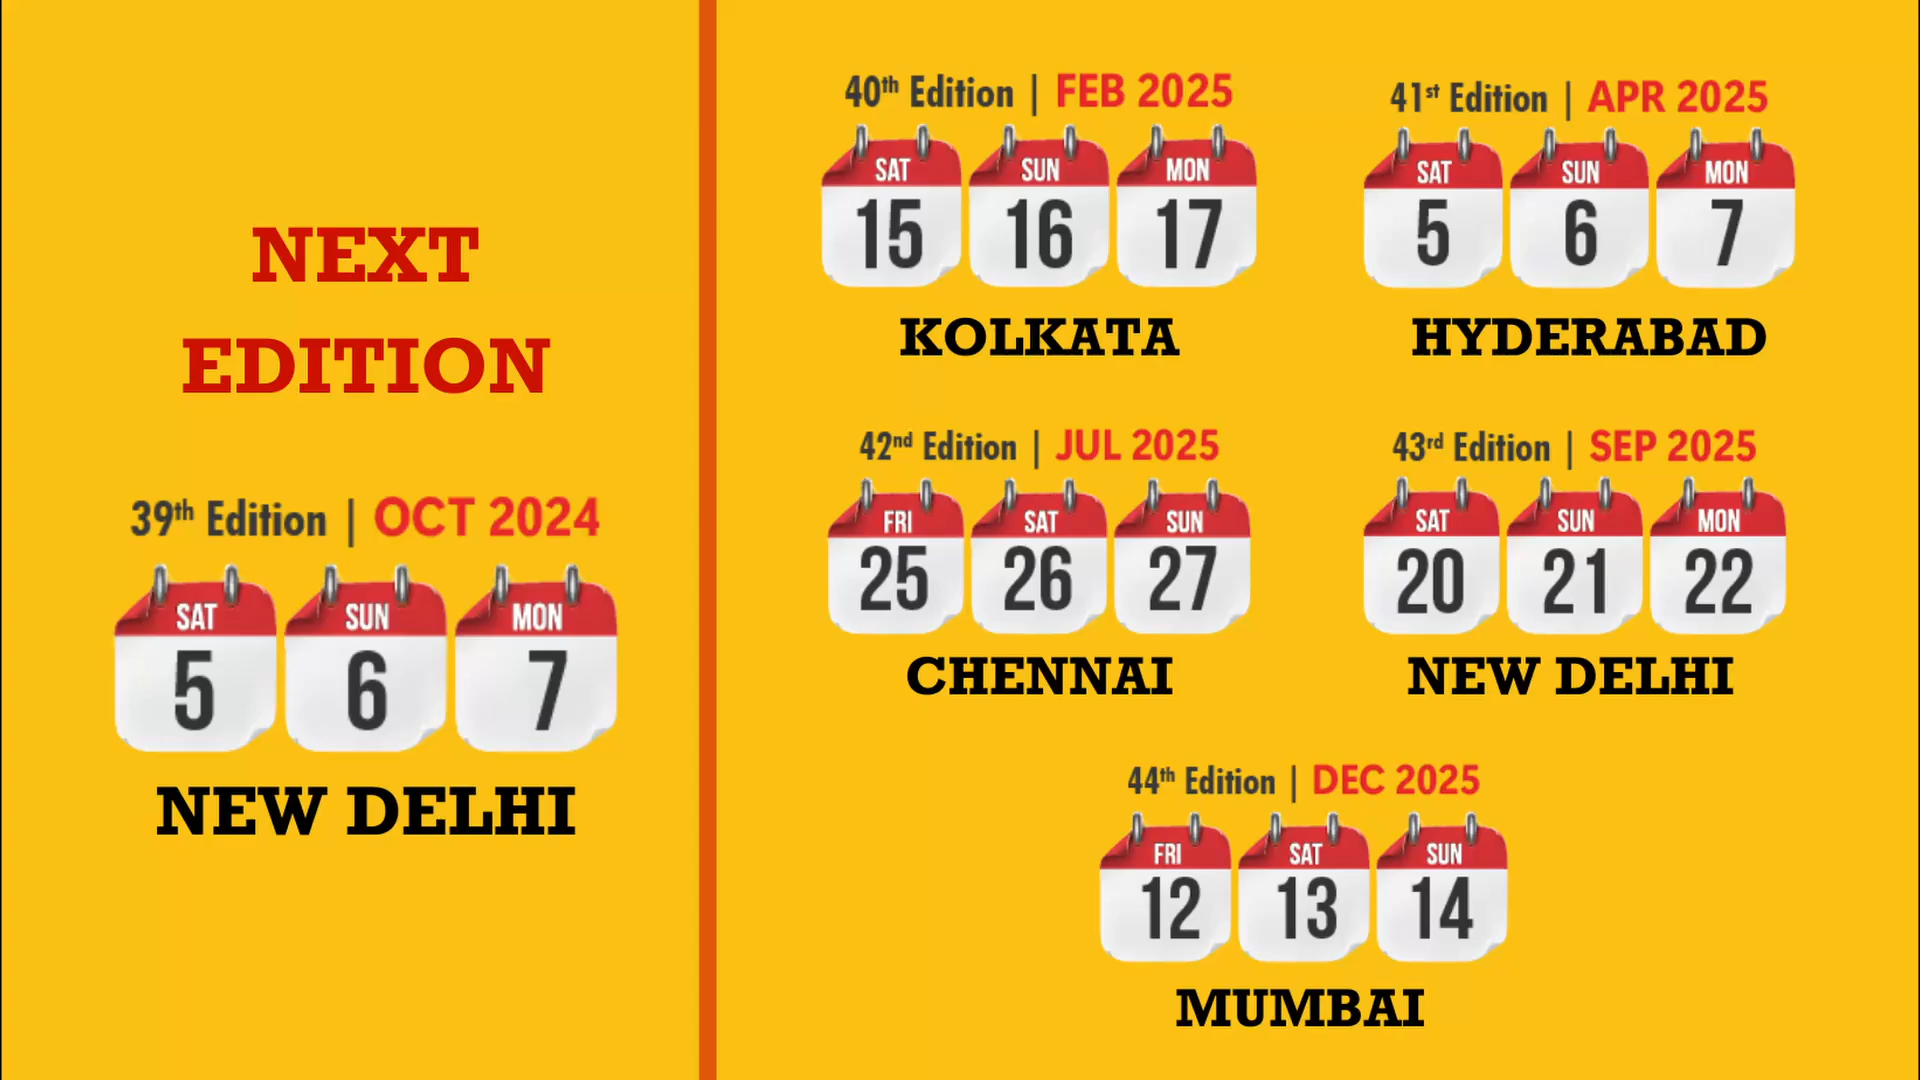 NEXT
EDITION
39th Edition | OCT 2024
SAT SUN MON
5 6 7
NEW DELHI
40th Edition | FEB 2025
SAT SUN MON
15 16 17
KOLKATA
41st Edition | APR 2025
SAT SUN MON
5 6 7
HYDERABAD
42nd Edition | JUL 2025
FRI SAT SUN
25 26 27
CHENNAI
43rd Edition | SEP 2025
SAT SUN MON
20 21 22
NEW DELHI
44th Edition | DEC 2025
FRI SAT SUN
12 13 14
MUMBAI